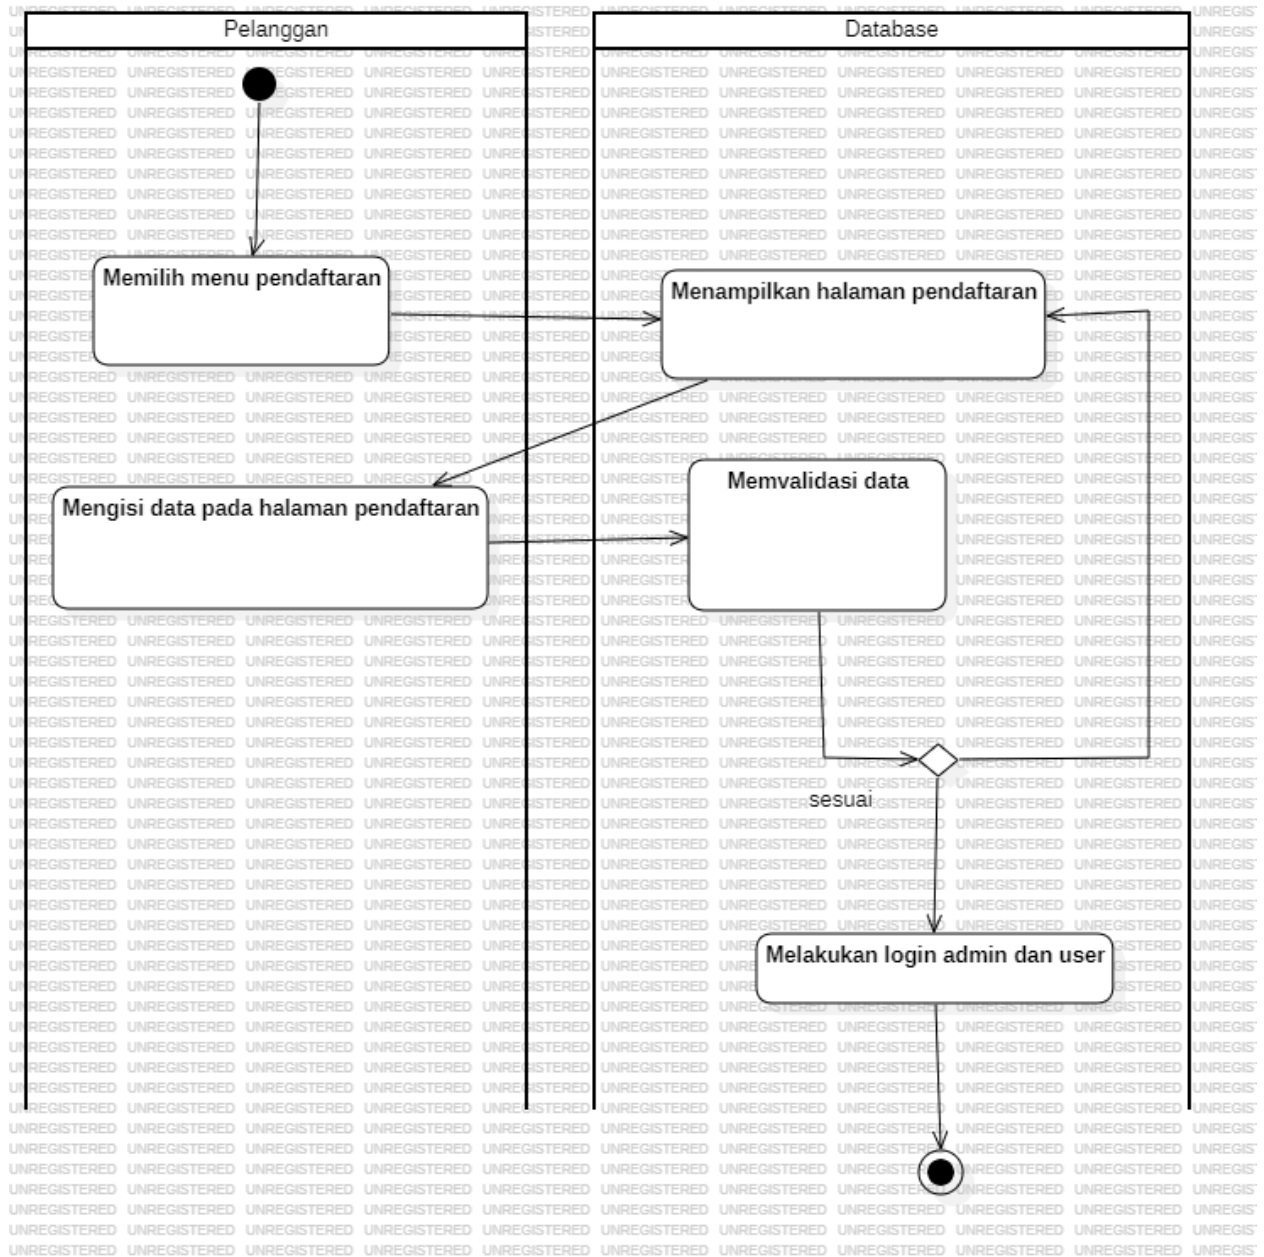 Pelanggan
Database
Memilih menu pendaftaran
Menampilkan halaman pendaftaran
Mengisi data pada halaman pendaftaran
Memvalidasi data
sesuai
Melakukan login admin dan user
UNREGISTERED